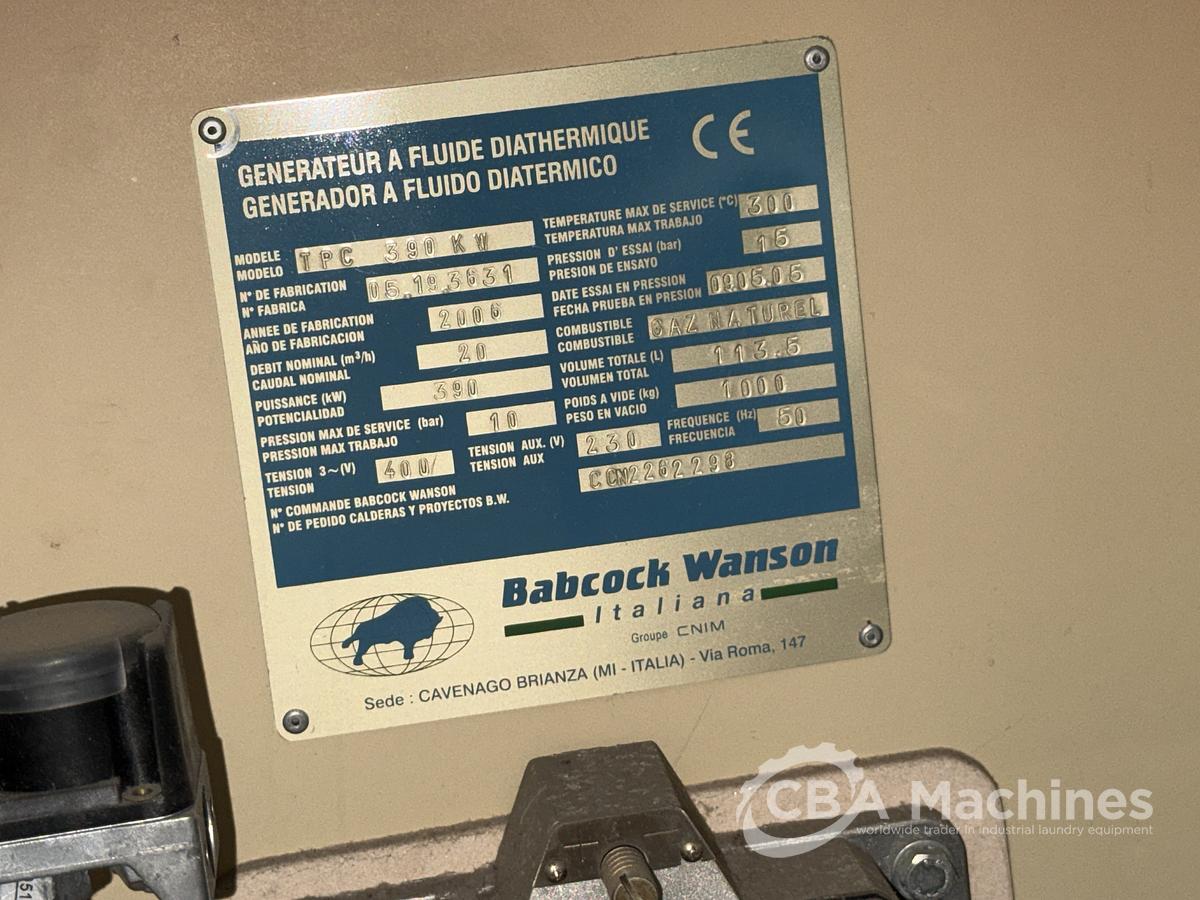 GENERATEUR A FLUIDE DIATHERMIQUE
GENERADOR A FLUIDO DIATERMICO
CE
MODELE
MODELO
TPC 390 KW
N° DE FABRICATION
N° FABRICA
05.19.3631
ANNEE DE FABRICATION
AÑO DE FABRICACION
2006
DEBIT NOMINAL (m³/h)
CAUDAL NOMINAL
20
PUISSANCE (kW)
POTENCIALIDAD
390
PRESSION MAX DE SERVICE (bar)
PRESSION MAX TRABAJO
10
TENSION 3~(V)
TENSION
400/
TENSION AUX. (V)
TENSION AUX
230
FREQUENCE (Hz)
FRECUENCIA
50
TEMPERATURE MAX DE SERVICE (°C)
TEMPERATURA MAX TRABAJO
300
PRESSION D' ESSAI (bar)
PRESION DE ENSAYO
15
DATE ESSAI EN PRESSION
FECHA PRUEBA EN PRESION
09.05.05
COMBUSTIBLE
COMBUSTIBLE
GAZ NATUREL
VOLUME TOTALE (L)
VOLUMEN TOTAL
113.5
POIDS A VIDE (kg)
PESO EN VACIO
1000
N° COMMANDE BABCOCK WANSON
N° DE PEDIDO CALDERAS Y PROYECTOS B.W.
CCN2262298
Babcock Wanson
Italiana
Groupe CNIM
Sede : CAVENAGO BRIANZA (MI - ITALIA) - Via Roma, 147
CBA Machines
worldwide trader in industrial laundry equipment
51